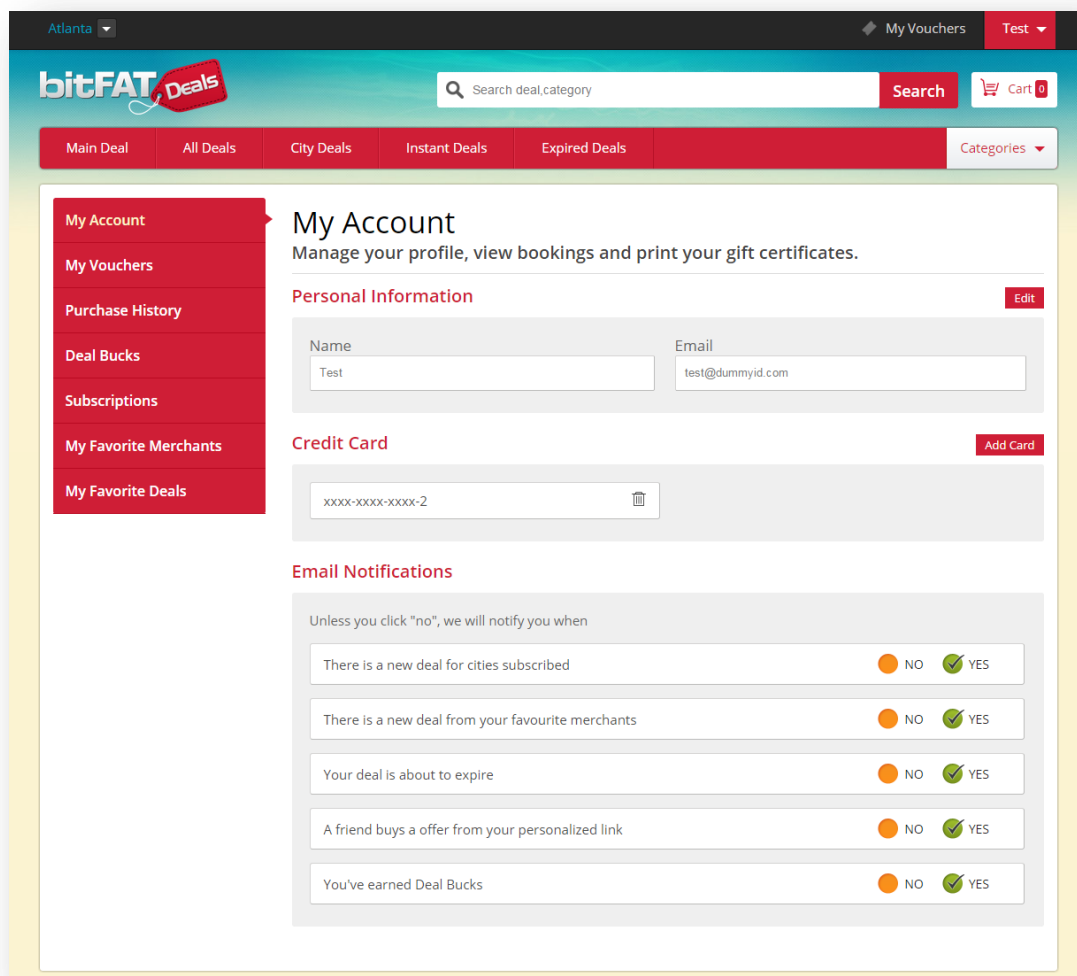 Atlanta
My Vouchers
Test
bitFAT Deals
Search deal,category
Search
Cart 0
Main Deal
All Deals
City Deals
Instant Deals
Expired Deals
Categories
My Account
My Vouchers
Purchase History
Deal Bucks
Subscriptions
My Favorite Merchants
My Favorite Deals
My Account
Manage your profile, view bookings and print your gift certificates.
Personal Information
Edit
Name
Email
Test
test@dummyid.com
Credit Card
Add Card
xxxx-xxxx-xxxx-2
Email Notifications
Unless you click "no", we will notify you when
There is a new deal for cities subscribed NO YES
There is a new deal from your favourite merchants NO YES
Your deal is about to expire NO YES
A friend buys a offer from your personalized link NO YES
You've earned Deal Bucks NO YES